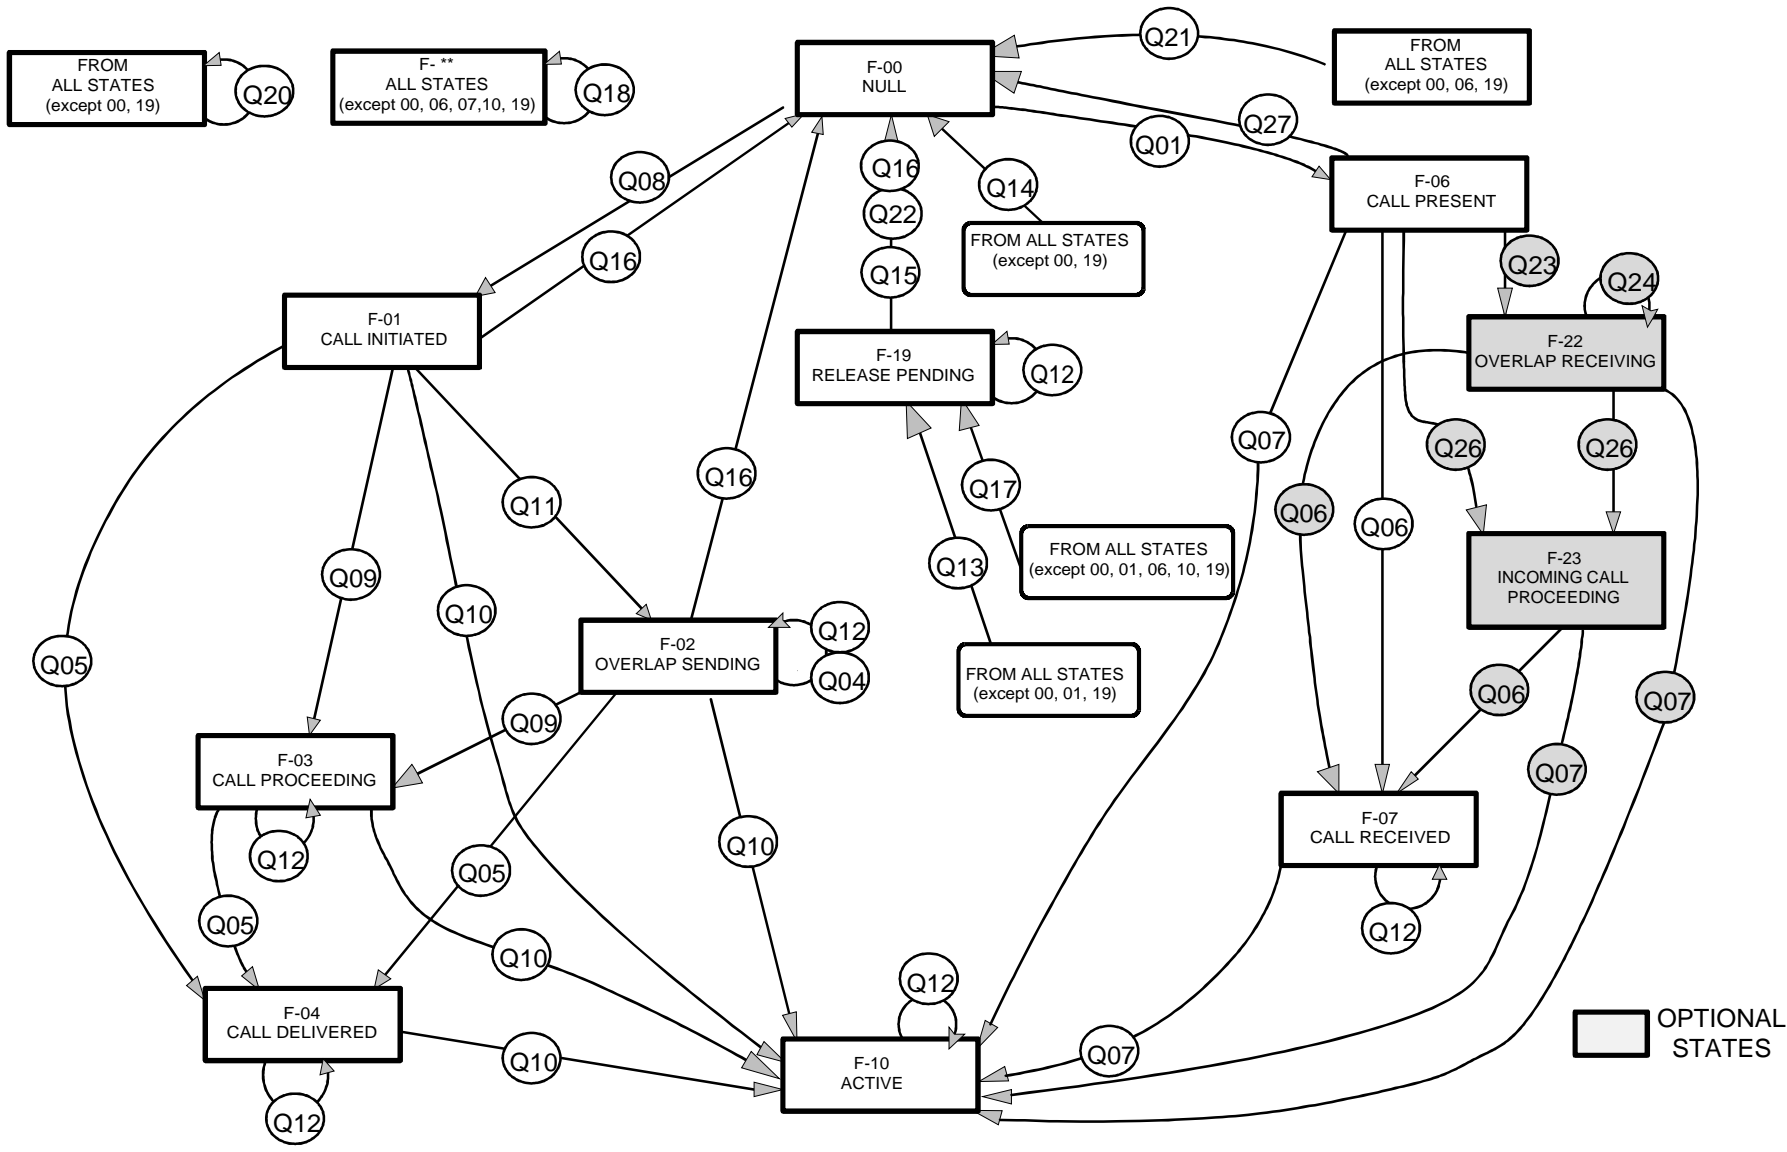 FROM
ALL STATES
(except 00, 19)
Q20
F- **
ALL STATES
(except 00, 06, 07,10, 19)
Q18
F-00
NULL
Q21
FROM
ALL STATES
(except 00, 06, 19)
Q27
Q01
Q08
Q16
Q16
Q22
Q15
Q14
FROM ALL STATES
(except 00, 19)
F-06
CALL PRESENT
Q23
Q24
F-01
CALL INITIATED
F-19
RELEASE PENDING
Q12
F-22
OVERLAP RECEIVING
Q07
Q26
Q26
Q11
Q16
Q17
Q06
Q06
Q09
Q10
Q13
FROM ALL STATES
(except 00, 01, 06, 10, 19)
F-23
INCOMING CALL
PROCEEDING
Q05
F-02
OVERLAP SENDING
Q12
Q04
FROM ALL STATES
(except 00, 01, 19)
Q06
Q07
Q09
F-03
CALL PROCEEDING
Q07
Q12
Q05
Q10
F-07
CALL RECEIVED
Q05
Q10
Q12
Q12
F-04
CALL DELIVERED
Q10
F-10
ACTIVE
Q07
OPTIONAL
STATES
Q12